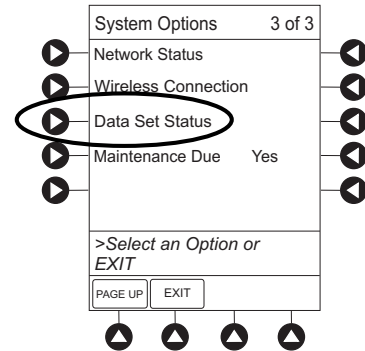 System Options 3 of 3
Network Status
Wireless Connection
Data Set Status
Maintenance Due Yes
>Select an Option or
EXIT
PAGE UP EXIT